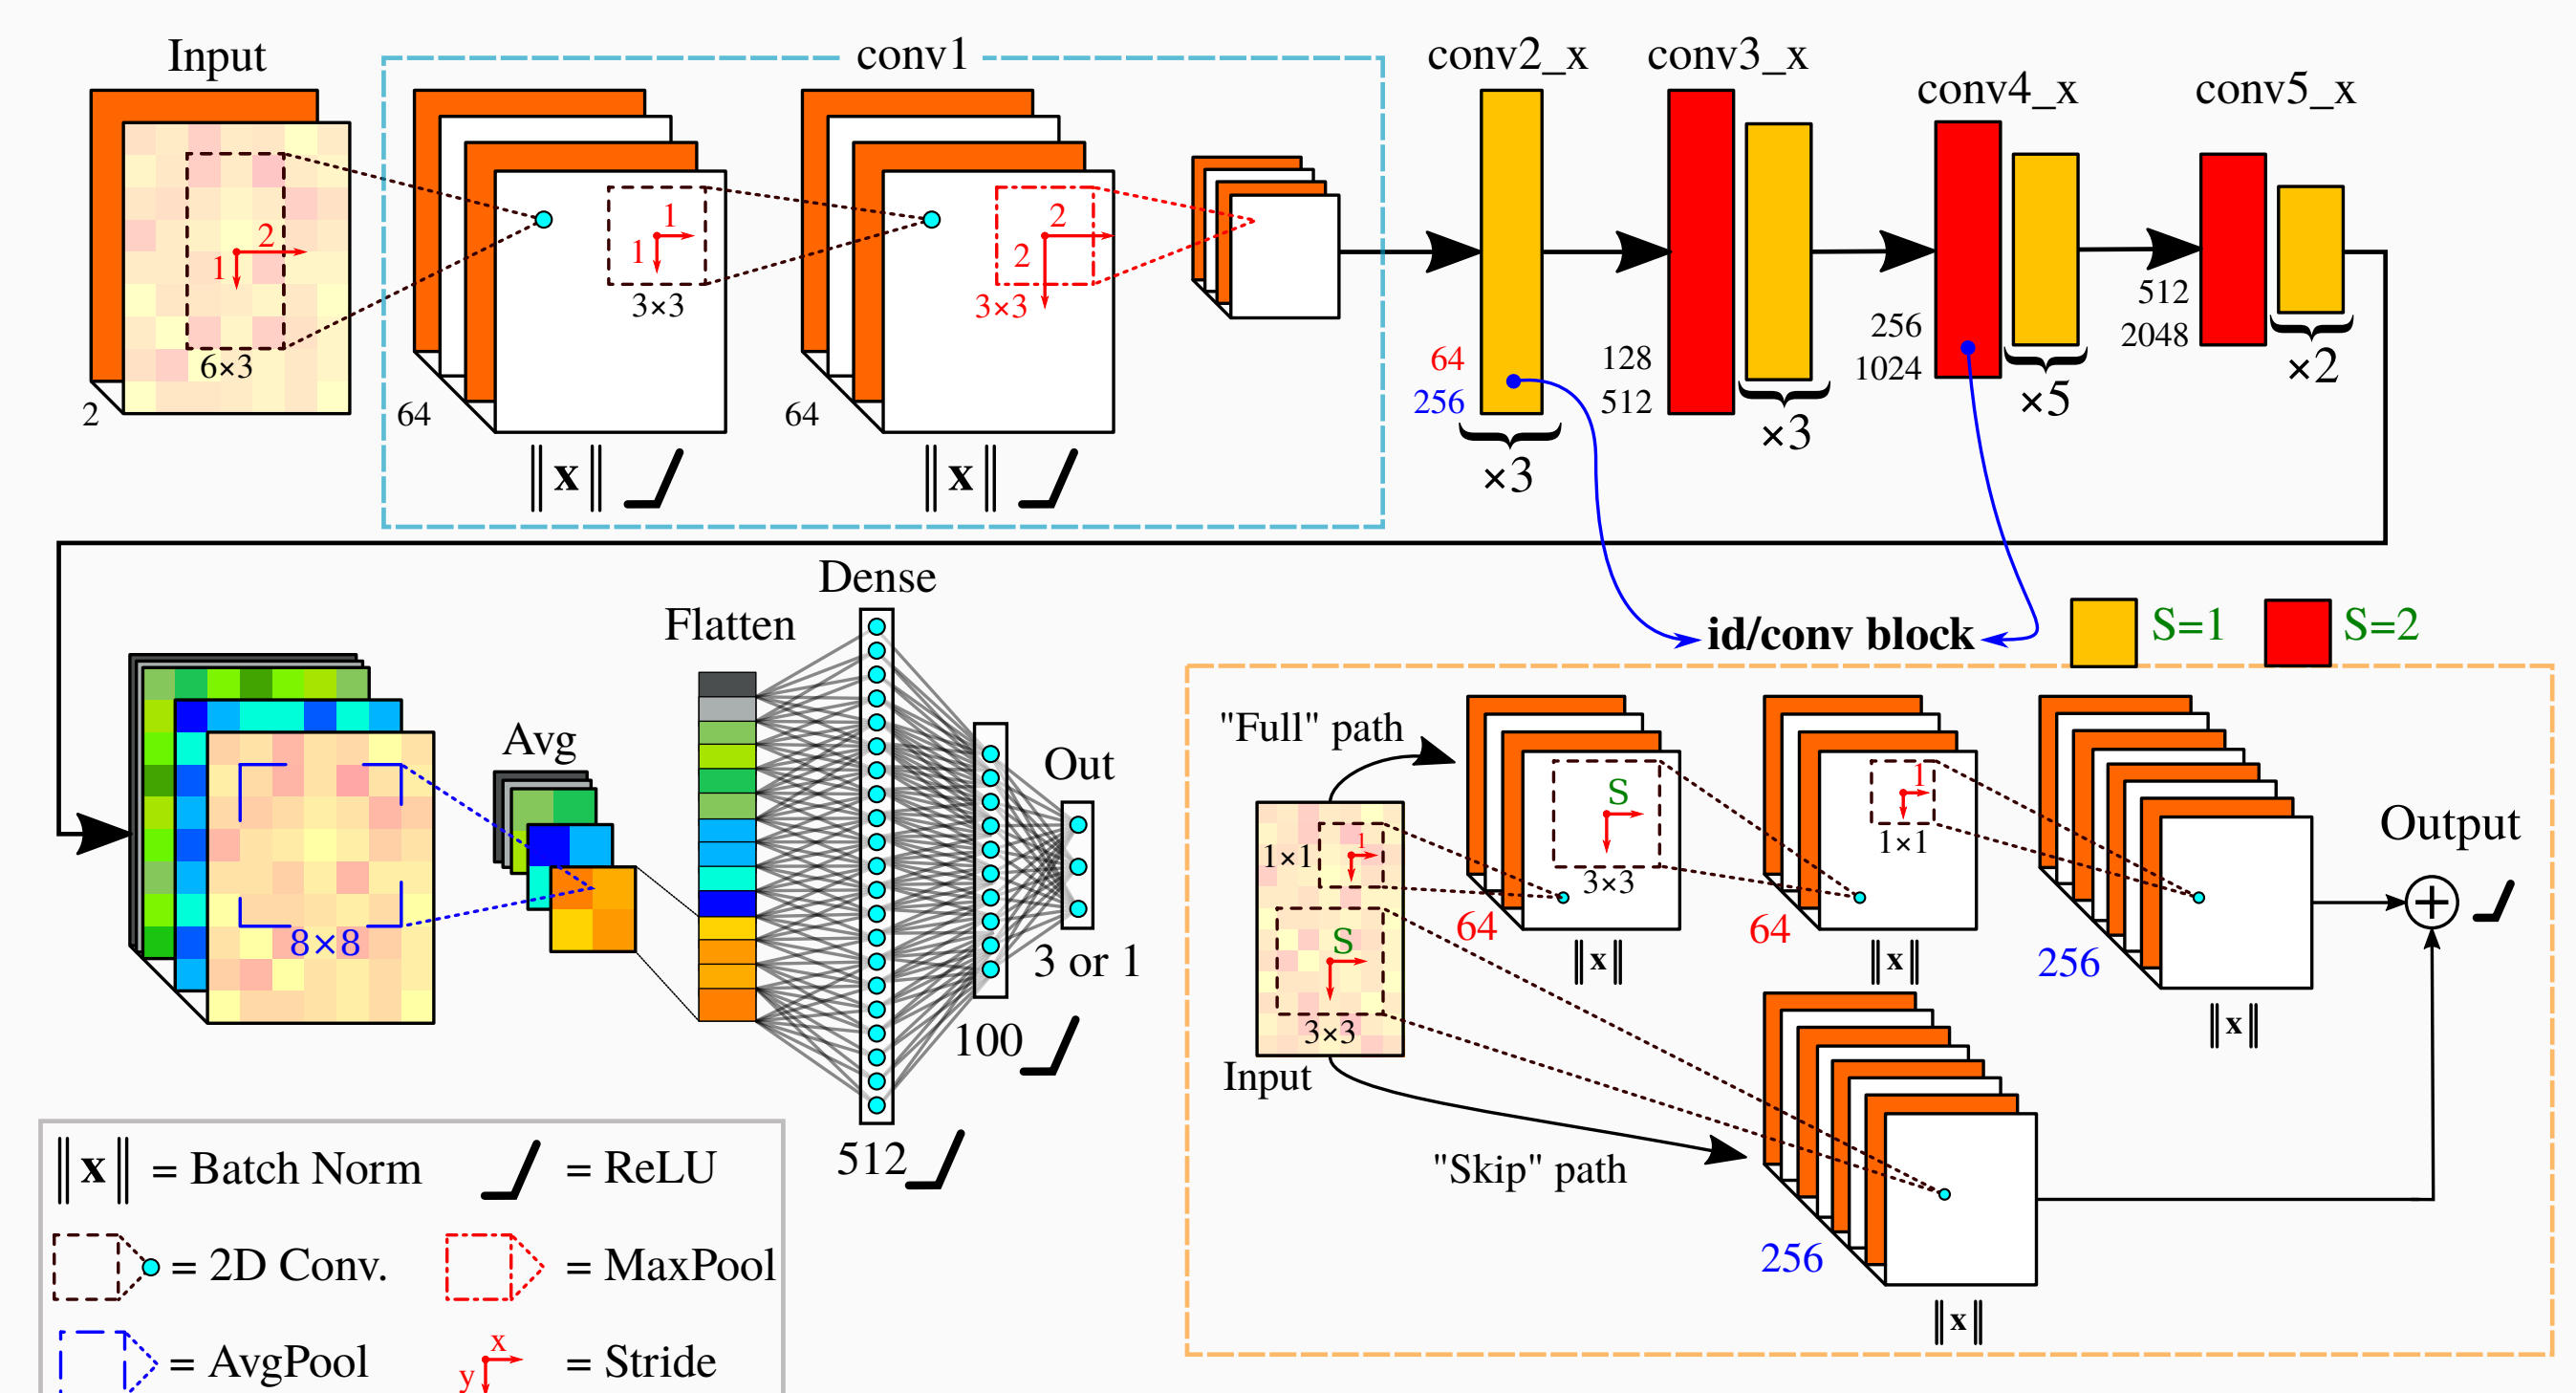 Input
conv1
conv2_x
conv3_x
conv4_x
conv5_x
2
1
6×3
2
1
1
3×3
64
2
2
3×3
64
‖x‖
‖x‖
64
256
×3
128
512
×3
256
1024
×5
512
2048
×2
Dense
Flatten
Avg
Out
8×8
3 or 1
100
512
id/conv block
S=1
S=2
"Full" path
1×1
1
S
3×3
Input
S
3×3
64
‖x‖
1
1×1
64
‖x‖
256
‖x‖
Output
"Skip" path
256
‖x‖
‖x‖ = Batch Norm
= ReLU
= 2D Conv.
= MaxPool
= AvgPool
x
y
= Stride